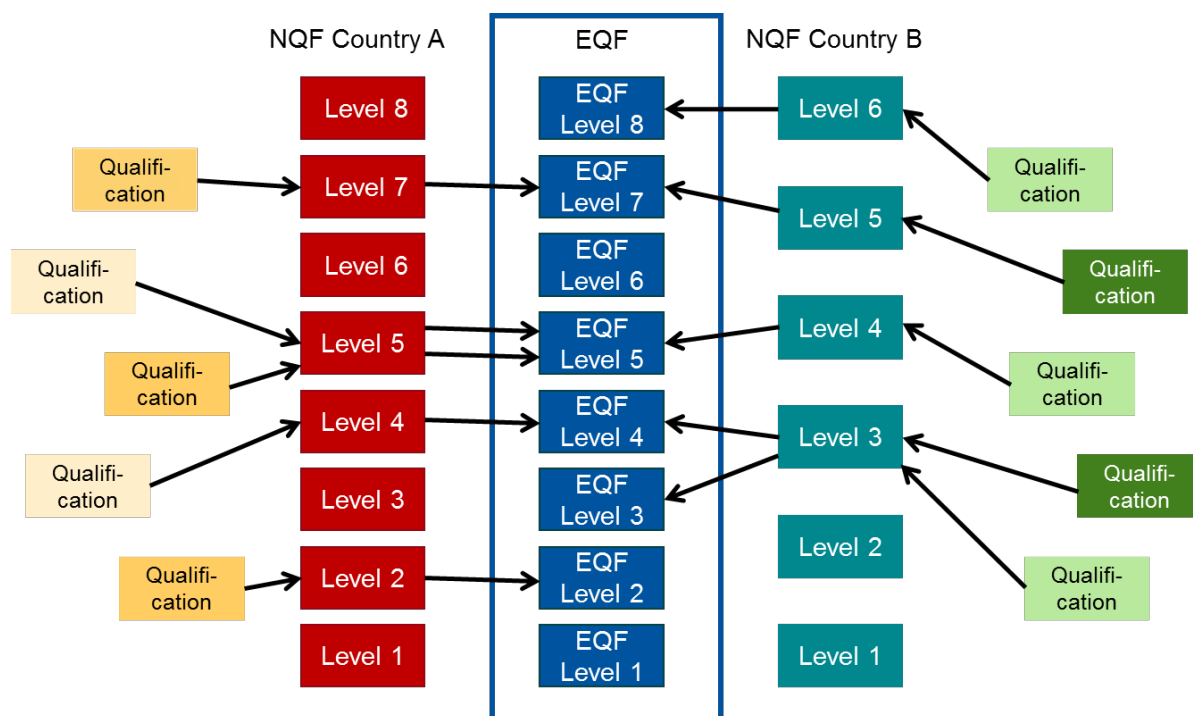 NQF Country A
EQF
NQF Country B
Level 8
EQF
Level 8
Level 6
Qualifi-
cation
Level 7
EQF
Level 7
Qualifi-
cation
Level 5
Qualifi-
cation
Level 6
EQF
Level 6
Qualifi-
cation
Level 5
EQF
Level 5
Level 4
Qualifi-
cation
Qualifi-
cation
Level 4
EQF
Level 4
Level 3
Qualifi-
cation
Level 3
EQF
Level 3
Qualifi-
cation
Level 2
Qualifi-
cation
Level 2
EQF
Level 2
Qualifi-
cation
Level 1
EQF
Level 1
Level 1